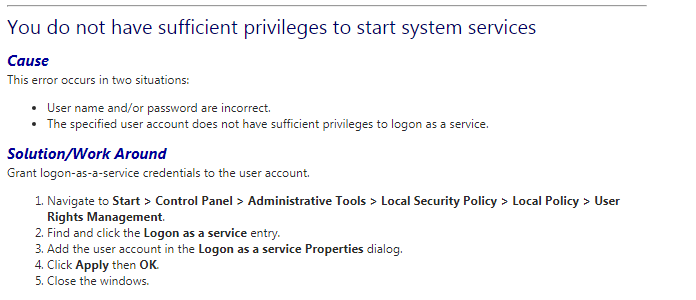 You do not have sufficient privileges to start system services
Cause
This error occurs in two situations:
• User name and/or password are incorrect.
• The specified user account does not have sufficient privileges to logon as a service.
Solution/Work Around
Grant logon-as-a-service credentials to the user account.
1. Navigate to Start > Control Panel > Administrative Tools > Local Security Policy > Local Policy > User
Rights Management.
2. Find and click the Logon as a service entry.
3. Add the user account in the Logon as a service Properties dialog.
4. Click Apply then OK.
5. Close the windows.